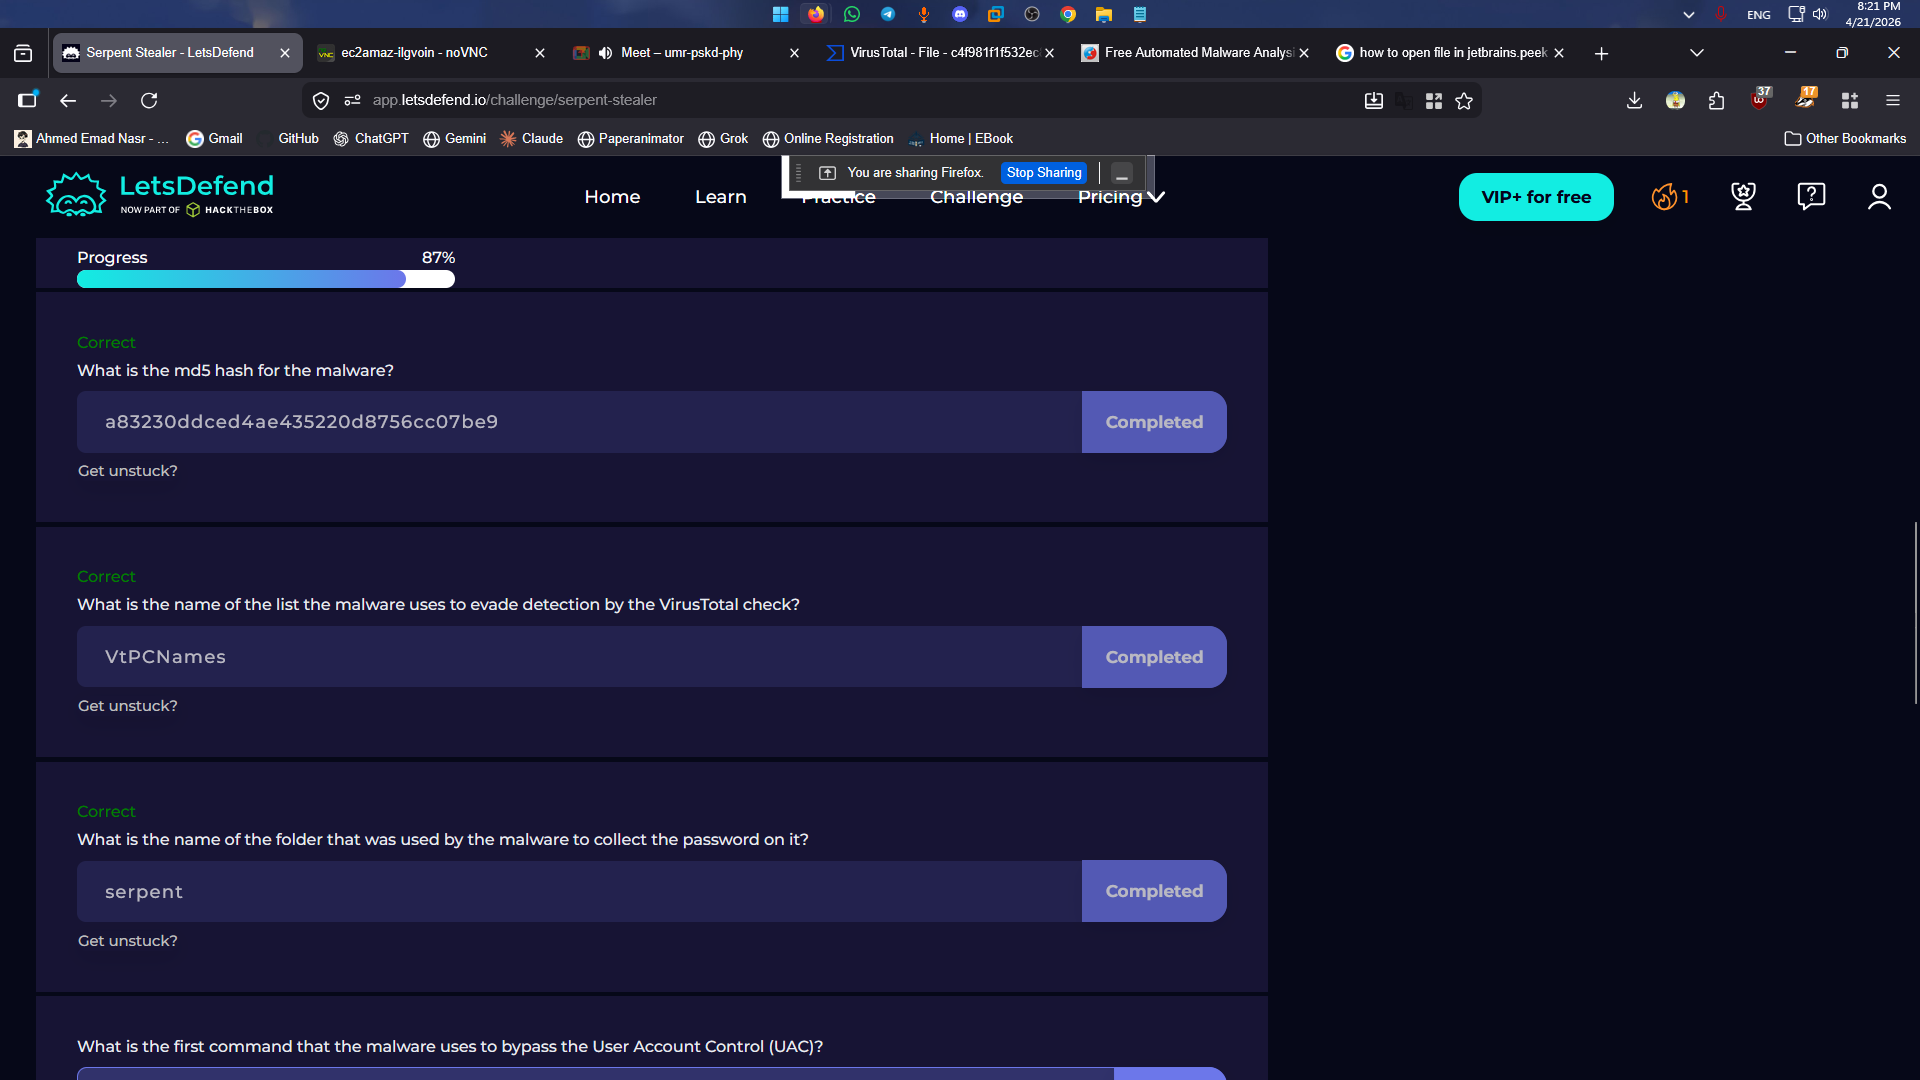 ENG
8:21 PM
4/21/2026
Serpent Stealer - LetsDefend
ec2amaz-ilgvoin - noVNC
Meet – umr-pskd-phy
VirusTotal - File - c4f981f1f532ec
Free Automated Malware Analysi
how to open file in jetbrains.peek
app.letsdefend.io/challenge/serpent-stealer
37
17
Ahmed Emad Nasr - ...
Gmail
GitHub
ChatGPT
Gemini
Claude
Paperanimator
Grok
Online Registration
Home | EBook
Other Bookmarks
You are sharing Firefox.
Stop Sharing
LetsDefend
NOW PART OF HACKTHEBOX
Home
Learn
Practice
Challenge
Pricing
VIP+ for free
1
Progress
87%
Correct
What is the md5 hash for the malware?
a83230ddced4ae435220d8756cc07be9
Completed
Get unstuck?
Correct
What is the name of the list the malware uses to evade detection by the VirusTotal check?
VtPCNames
Completed
Get unstuck?
Correct
What is the name of the folder that was used by the malware to collect the password on it?
serpent
Completed
Get unstuck?
What is the first command that the malware uses to bypass the User Account Control (UAC)?